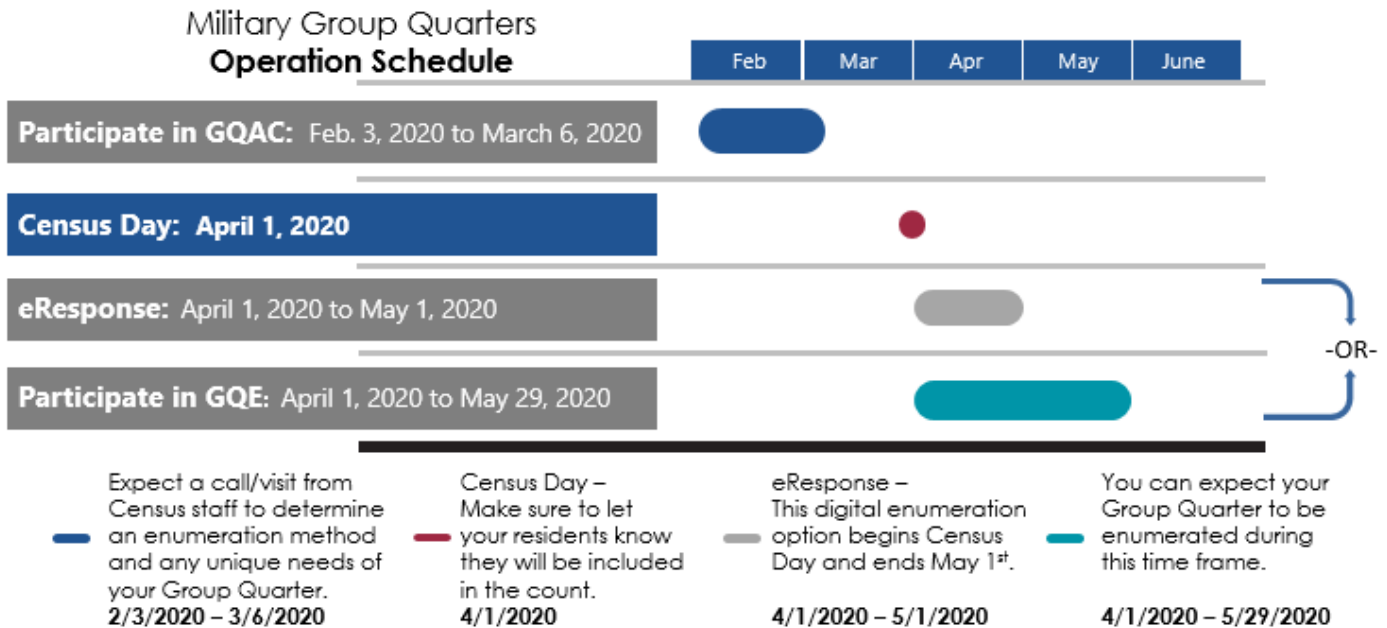 Military Group Quarters
Operation Schedule
Feb Mar Apr May June
Participate in GQAC: Feb. 3, 2020 to March 6, 2020
Census Day: April 1, 2020
eResponse: April 1, 2020 to May 1, 2020
-OR-
Participate in GQE: April 1, 2020 to May 29, 2020
Expect a call/visit from
Census staff to determine
an enumeration method
and any unique needs of
your Group Quarter.
2/3/2020 – 3/6/2020
Census Day –
Make sure to let
your residents know
they will be included
in the count.
4/1/2020
eResponse –
This digital enumeration
option begins Census
Day and ends May 1st.
4/1/2020 – 5/1/2020
You can expect your
Group Quarter to be
enumerated during
this time frame.
4/1/2020 – 5/29/2020